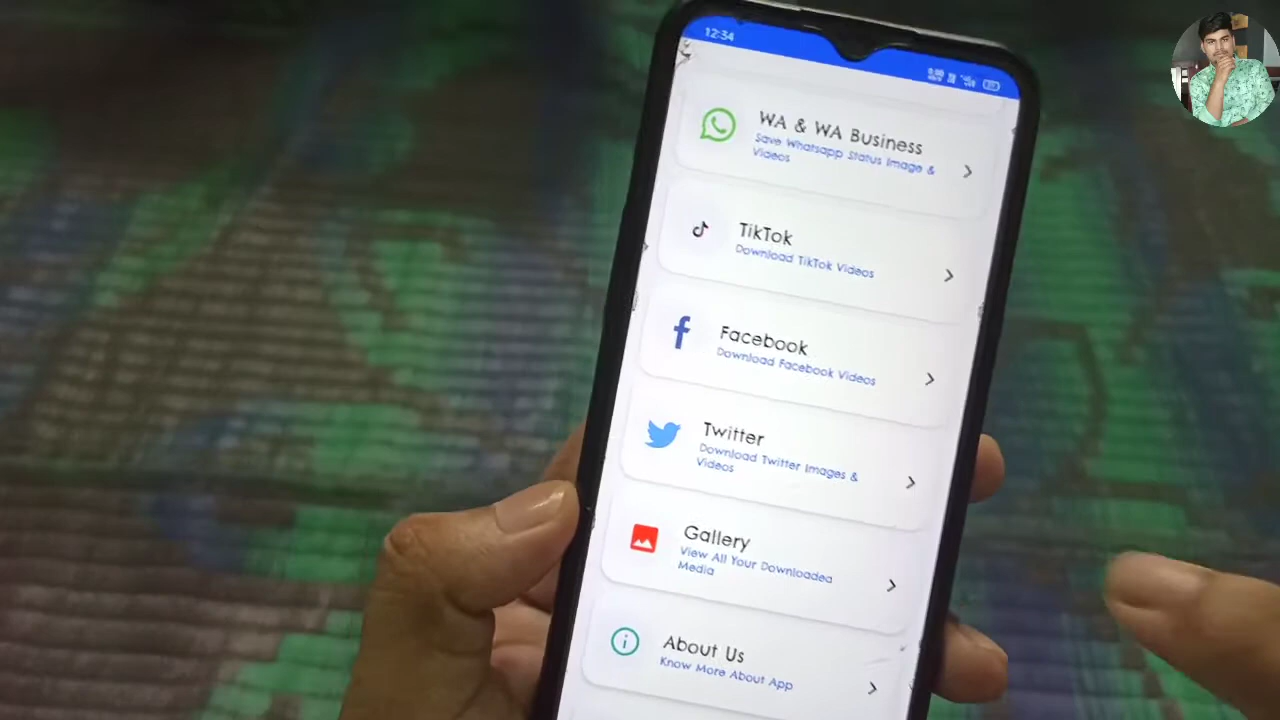 12:34
WA & WA Business
Save Whatsapp Status Image &
Videos
TikTok
Download TikTok Videos
Facebook
Download Facebook Videos
Twitter
Download Twitter Images &
Videos
Gallery
View All Your Downloaded
Media
About Us
Know More About App